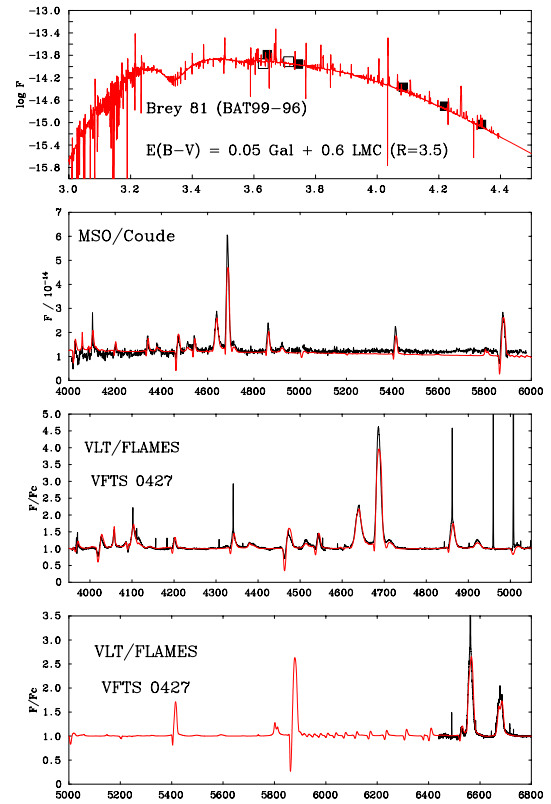 −13.0
−13.4
−13.8
−14.2
−14.6
−15.0
−15.4
−15.8
log F
Brey 81 (BAT99−96)
E(B−V) = 0.05 Gal + 0.6 LMC (R=3.5)
3.0 3.2 3.4 3.6 3.8 4.0 4.2 4.4
7
6
5
4
3
2
1
0
F / 10⁻¹⁴
MSO/Coude
4000 4200 4400 4600 4800 5000 5200 5400 5600 5800 6000
5.0
4.5
4.0
3.5
3.0
2.5
2.0
1.5
1.0
0.5
0.0
F/Fc
VLT/FLAMES
VFTS 0427
4000 4100 4200 4300 4400 4500 4600 4700 4800 4900 5000
3.5
3.0
2.5
2.0
1.5
1.0
0.5
0.0
F/Fc
VLT/FLAMES
VFTS 0427
5000 5200 5400 5600 5800 6000 6200 6400 6600 6800